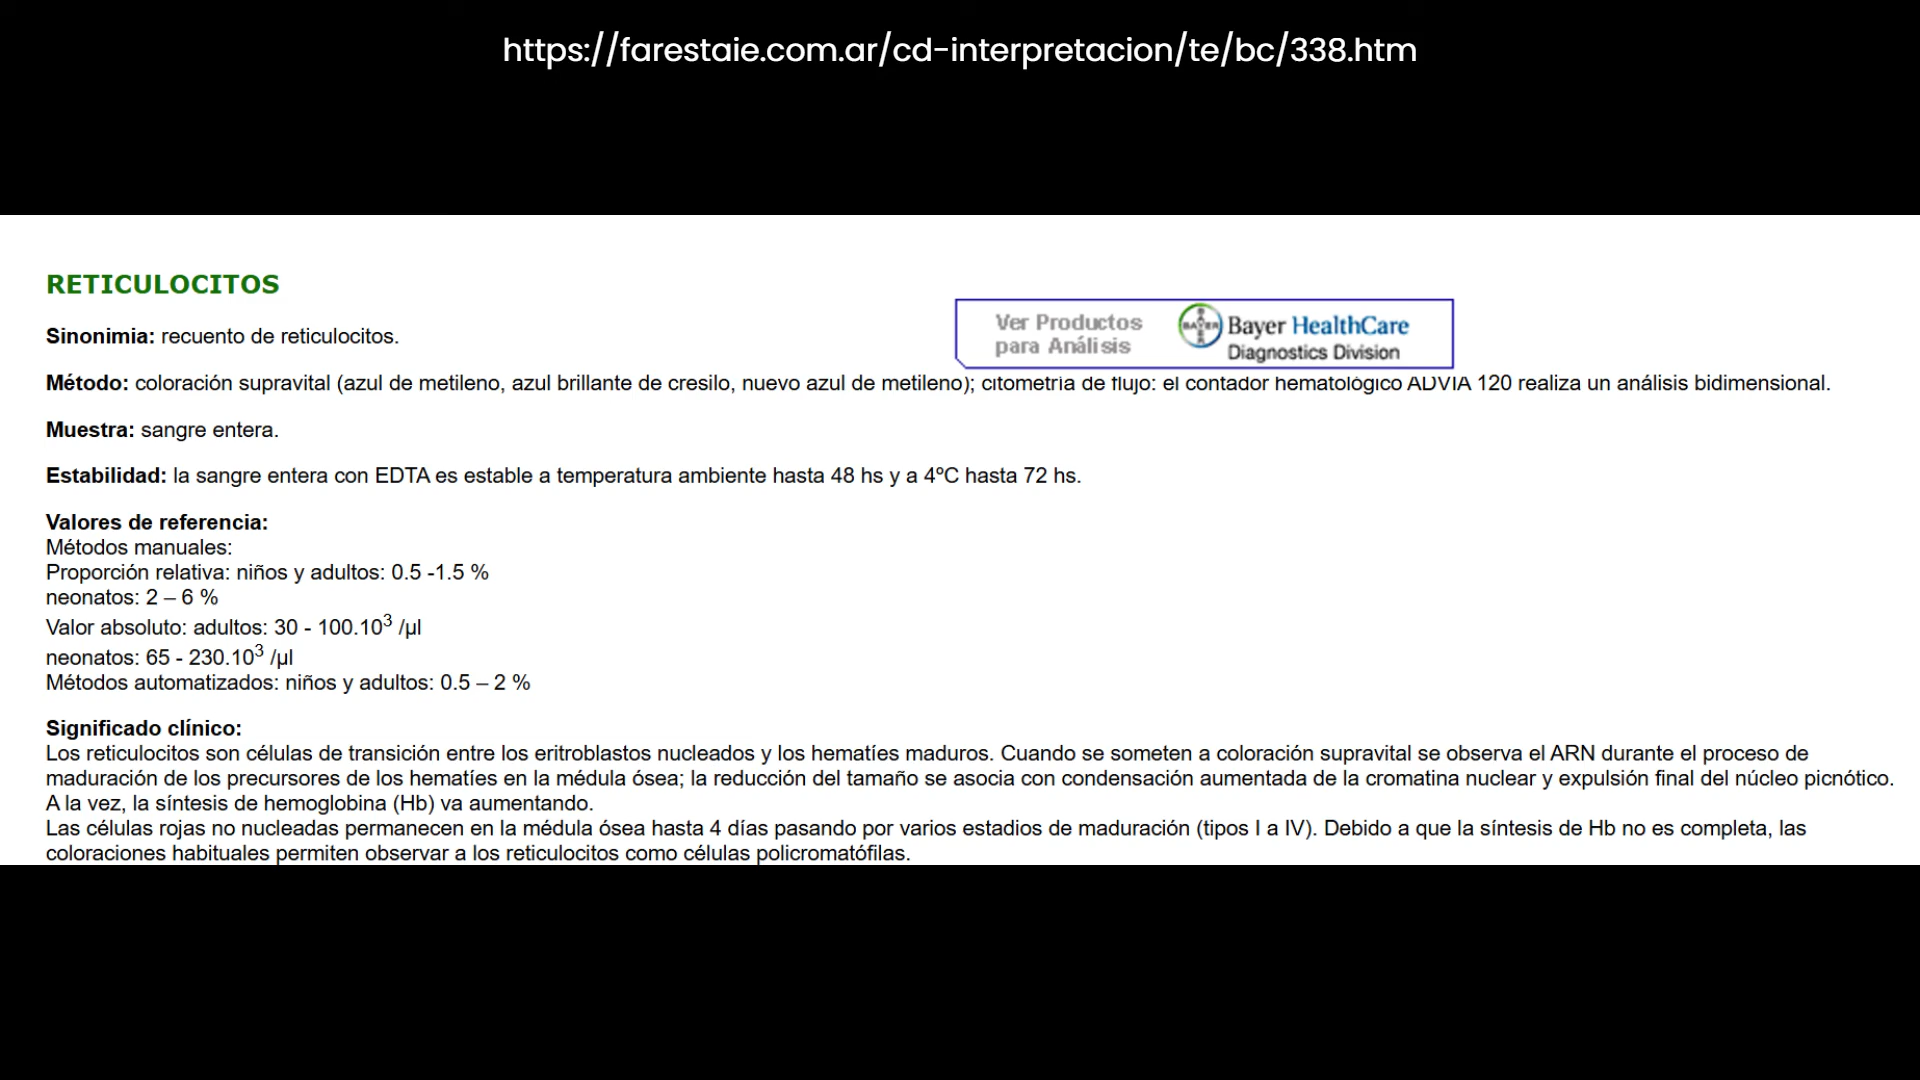 https://farestaie.com.ar/cd-interpretacion/te/bc/338.htm
RETICULOCITOS
Ver Productos
para Análisis
BAYER
Bayer HealthCare
Diagnostics Division
Sinonimia: recuento de reticulocitos.
Método: coloración supravital (azul de metileno, azul brillante de cresilo, nuevo azul de metileno); citometría de flujo: el contador hematológico ADVIA 120 realiza un análisis bidimensional.
Muestra: sangre entera.
Estabilidad: la sangre entera con EDTA es estable a temperatura ambiente hasta 48 hs y a 4ºC hasta 72 hs.
Valores de referencia:
Métodos manuales:
Proporción relativa: niños y adultos: 0.5 -1.5 %
neonatos: 2 – 6 %
Valor absoluto: adultos: 30 - 100.10³ /µl
neonatos: 65 - 230.10³ /µl
Métodos automatizados: niños y adultos: 0.5 – 2 %
Significado clínico:
Los reticulocitos son células de transición entre los eritroblastos nucleados y los hematíes maduros. Cuando se someten a coloración supravital se observa el ARN durante el proceso de
maduración de los precursores de los hematíes en la médula ósea; la reducción del tamaño se asocia con condensación aumentada de la cromatina nuclear y expulsión final del núcleo picnótico.
A la vez, la síntesis de hemoglobina (Hb) va aumentando.
Las células rojas no nucleadas permanecen en la médula ósea hasta 4 días pasando por varios estadios de maduración (tipos I a IV). Debido a que la síntesis de Hb no es completa, las
coloraciones habituales permiten observar a los reticulocitos como células policromatófilas.